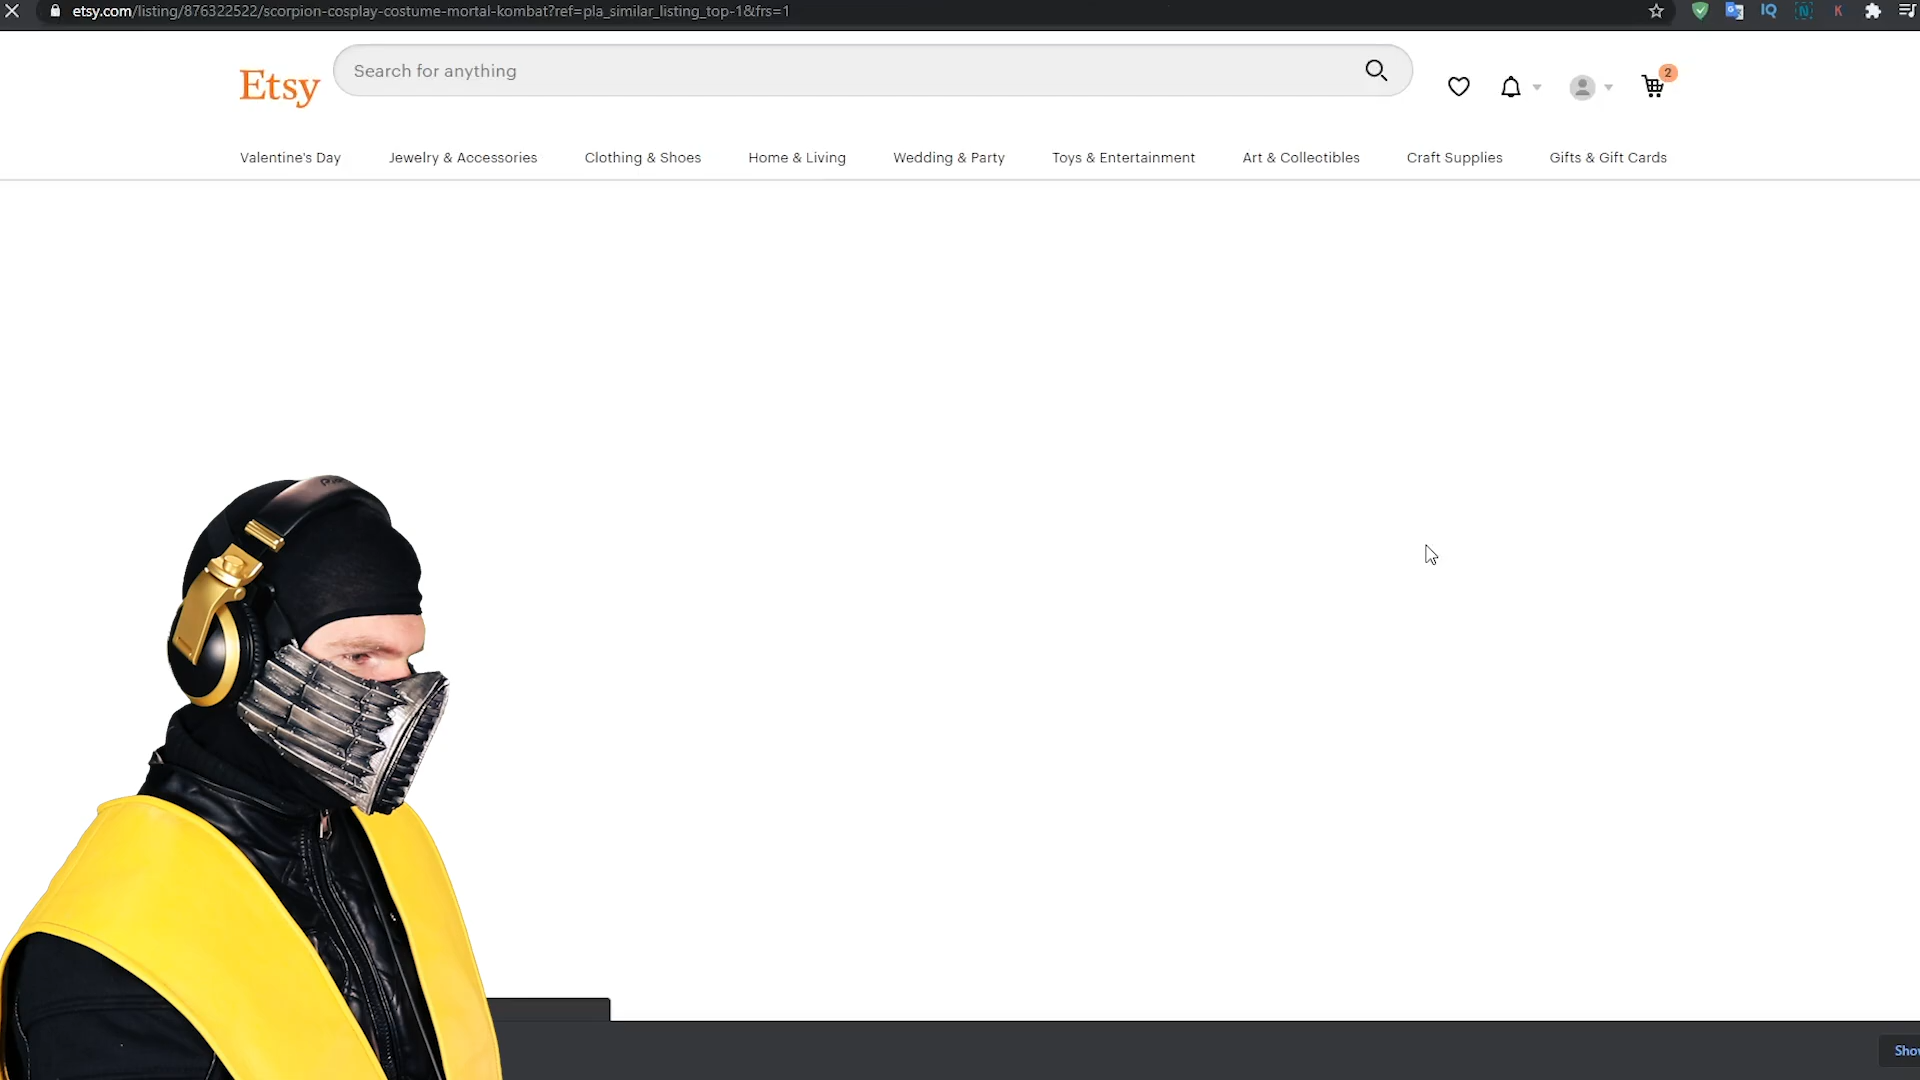 etsy.com/listing/876322522/scorpion-cosplay-costume-mortal-kombat?ref=pla_similar_listing_top-1&frs=1
IQ
N
K
Etsy
Search for anything
2
Valentine's Day
Jewelry & Accessories
Clothing & Shoes
Home & Living
Wedding & Party
Toys & Entertainment
Art & Collectibles
Craft Supplies
Gifts & Gift Cards
Sho